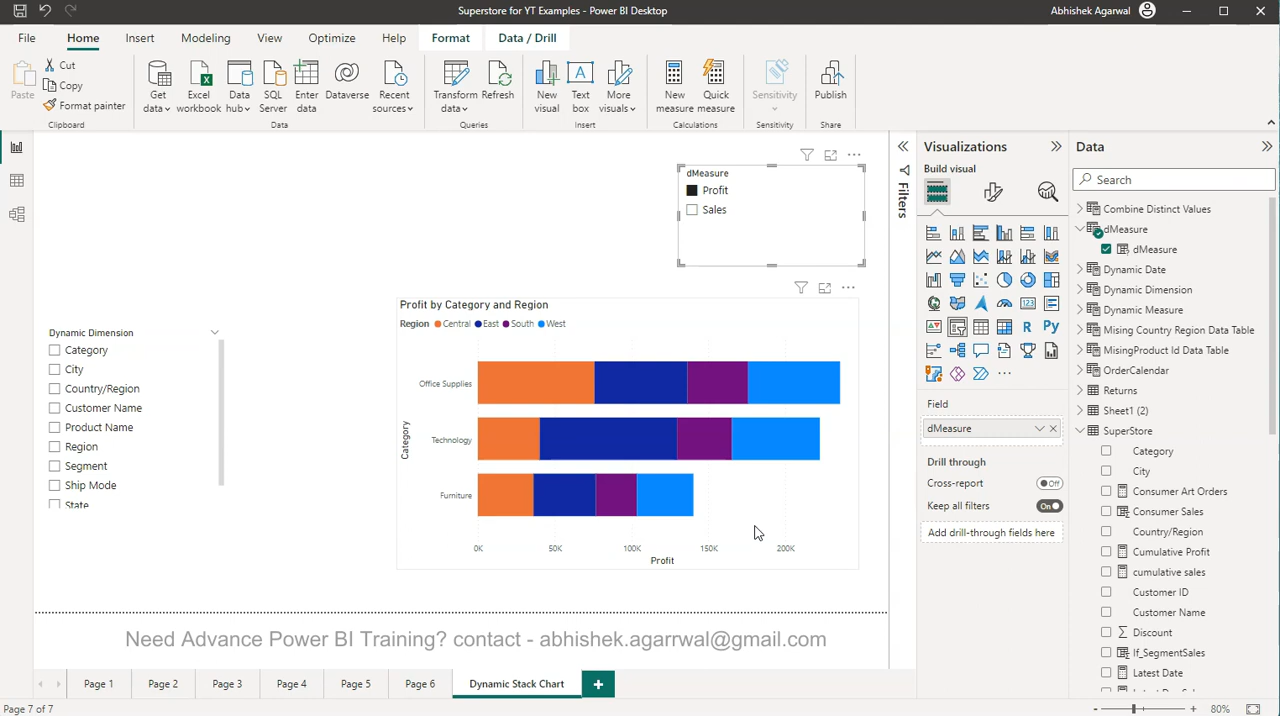 Superstore for YT Examples - Power BI Desktop
Abhishek Agarwal
File Home Insert Modeling View Optimize Help Format Data / Drill
Paste
Cut
Copy
Format painter
Clipboard
Get data
Excel workbook
Data hub
SQL Server
Enter data
Dataverse
Recent sources
Data
Transform data
Refresh
Queries
New visual
Text box
More visuals
Insert
New measure
Quick measure
Calculations
Sensitivity
Sensitivity
Publish
Share
dMeasure
Profit
Sales
Dynamic Dimension
Category
City
Country/Region
Customer Name
Product Name
Region
Segment
Ship Mode
State
Profit by Category and Region
Region Central East South West
Category
Office Supplies
Technology
Furniture
0K 50K 100K 150K 200K
Profit
Need Advance Power BI Training? contact - abhishek.agarrwal@gmail.com
Page 1 Page 2 Page 3 Page 4 Page 5 Page 6 Dynamic Stack Chart +
Page 7 of 7
- + 80%
Filters
Visualizations
Build visual
R Py
123
Field
dMeasure
Drill through
Cross-report Off
Keep all filters On
Add drill-through fields here
Data
Search
Combine Distinct Values
dMeasure
dMeasure
Dynamic Date
Dynamic Dimension
Dynamic Measure
Mising Country Region Data Table
MisingProduct Id Data Table
OrderCalendar
Returns
Sheet1 (2)
SuperStore
Category
City
Consumer Art Orders
Consumer Sales
Country/Region
Cumulative Profit
cumulative sales
Customer ID
Customer Name
Discount
If_SegmentSales
Latest Date